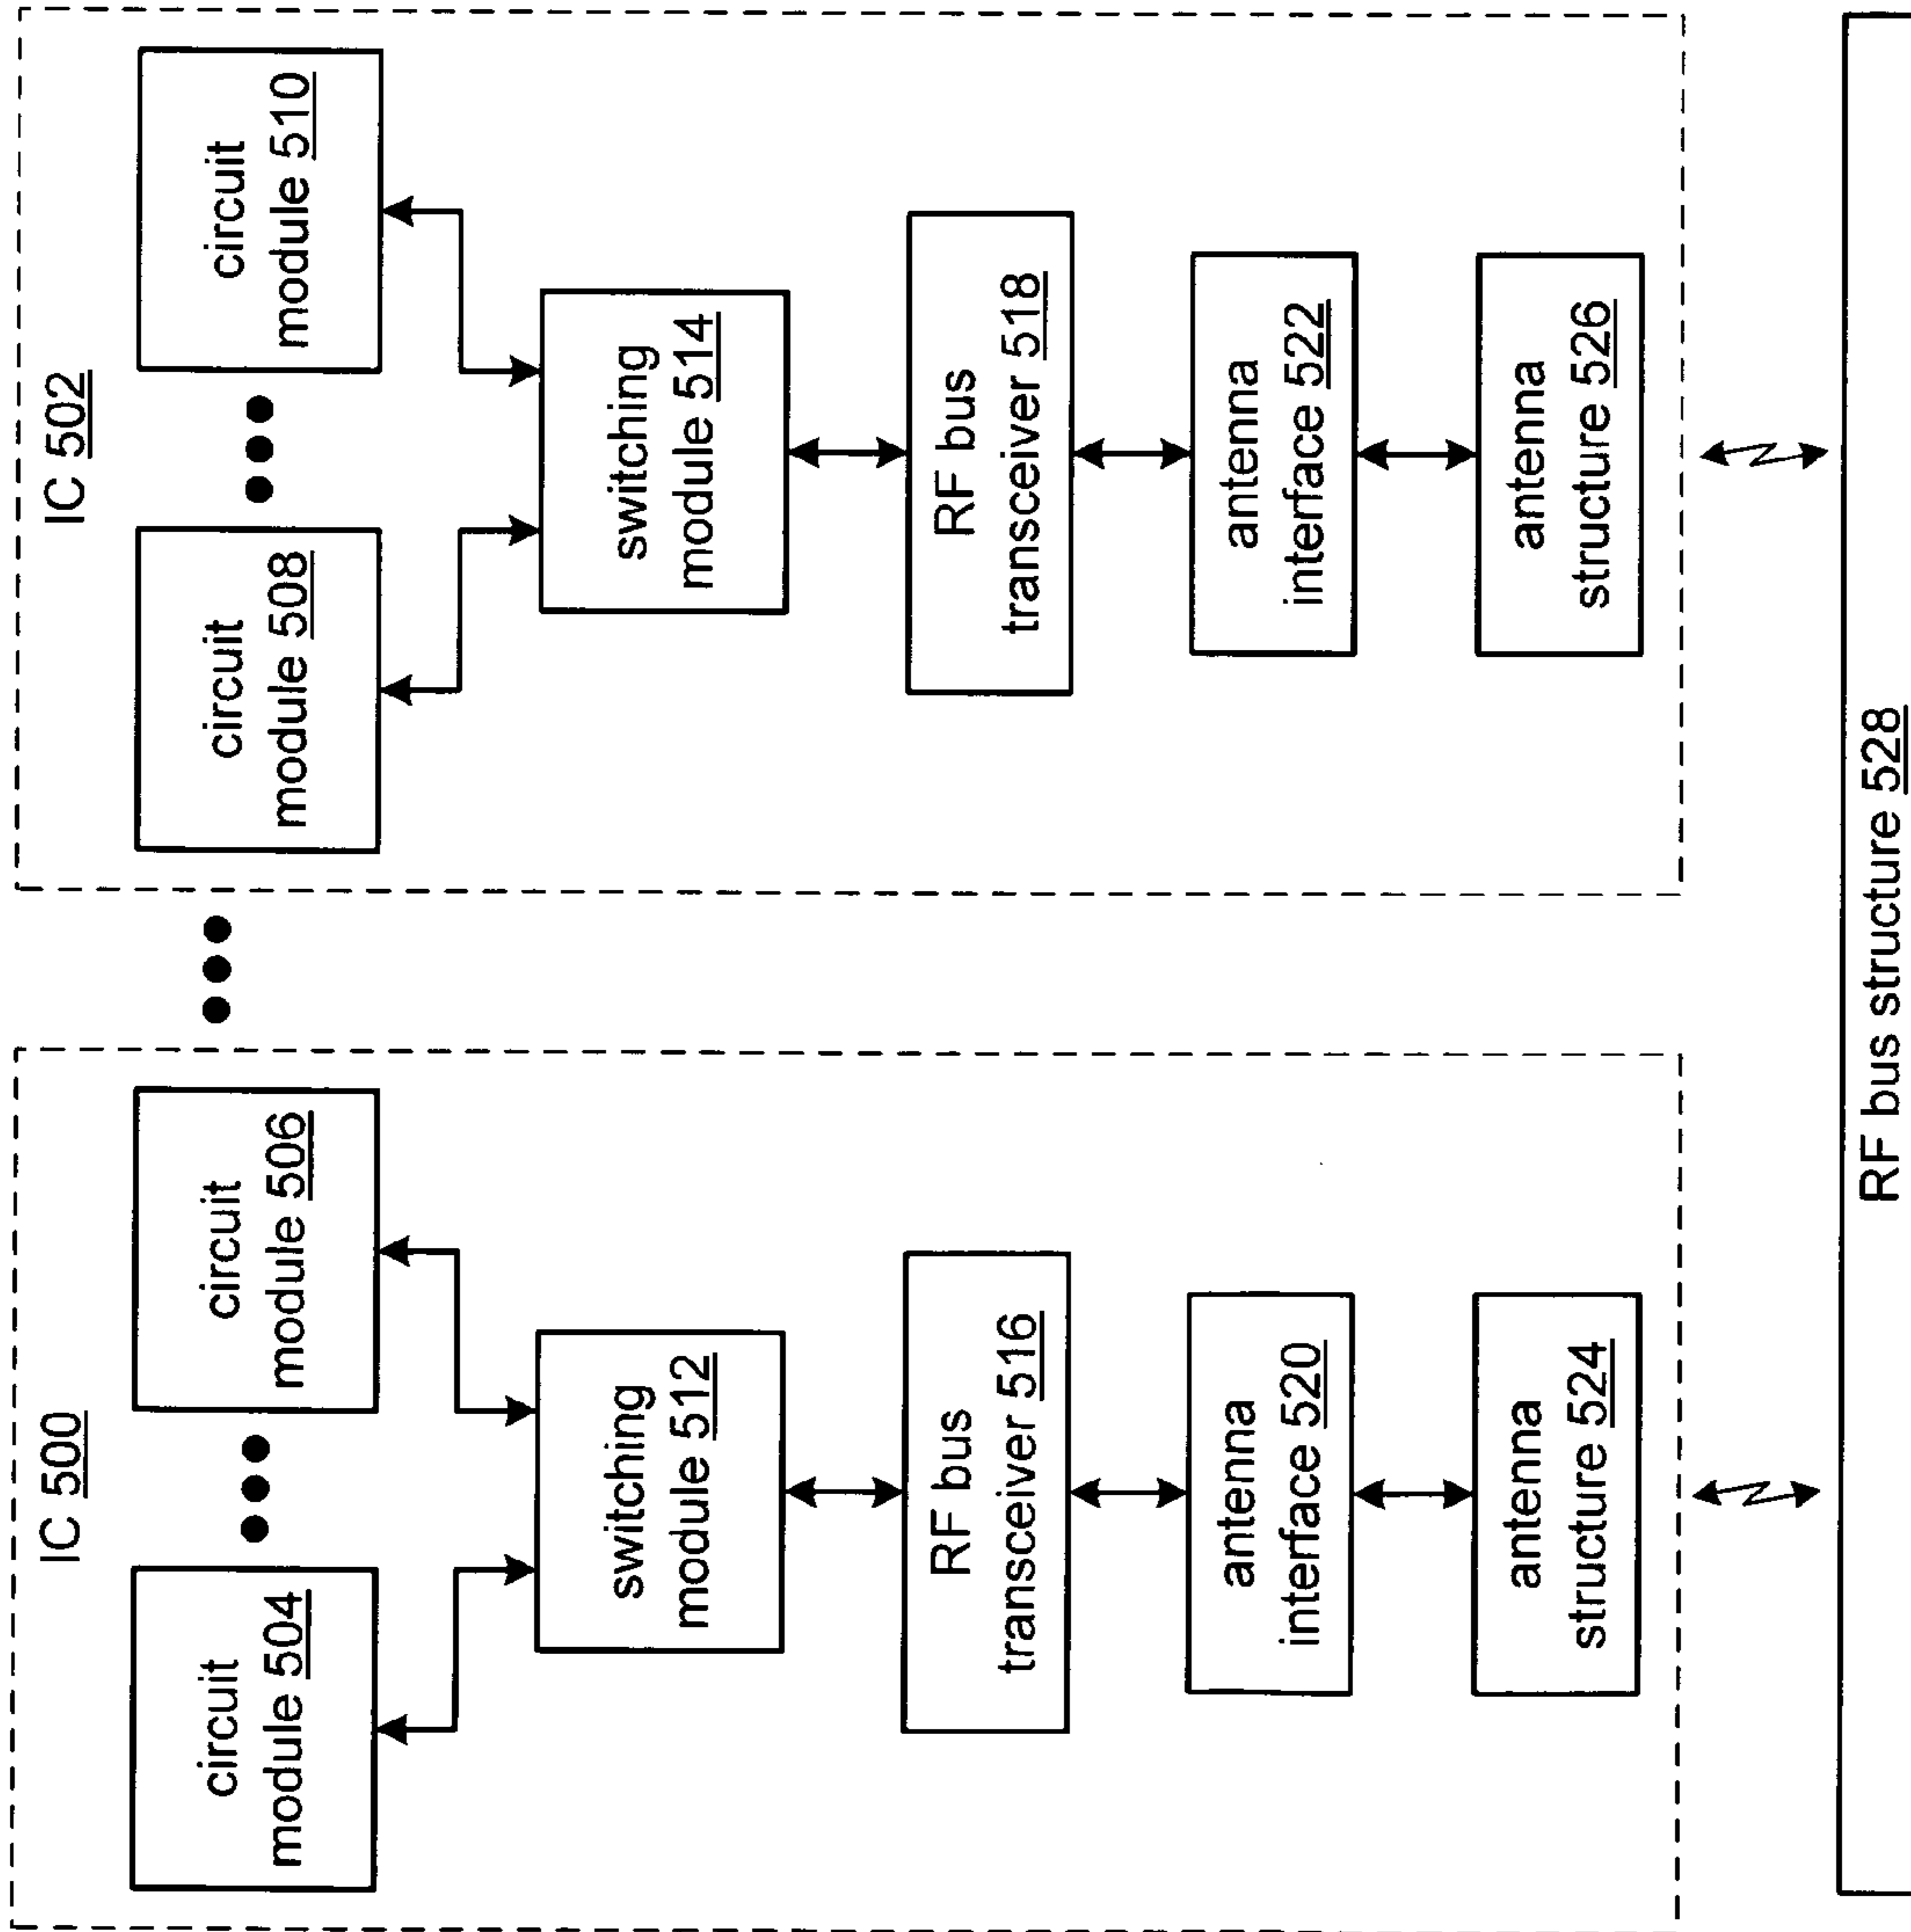 IC 500
circuit
module 504
circuit
module 506
switching
module 512
RF bus
transceiver 516
antenna
interface 520
antenna
structure 524
IC 502
circuit
module 508
circuit
module 510
switching
module 514
RF bus
transceiver 518
antenna
interface 522
antenna
structure 526
RF bus structure 528